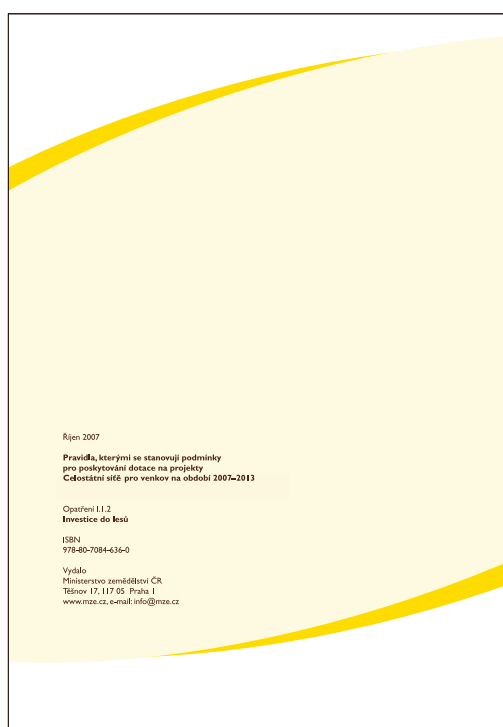 Říjen 2007
Pravidla, kterými se stanovují podmínky
pro poskytování dotace na projekty
Celostátní sítě pro venkov na období 2007–2013
Opatření I.1.2
Investice do lesů
ISBN
978-80-7084-636-0
Vydalo
Ministerstvo zemědělství ČR
Těšnov 17, 117 05 Praha 1
www.mze.cz, e-mail: info@mze.cz